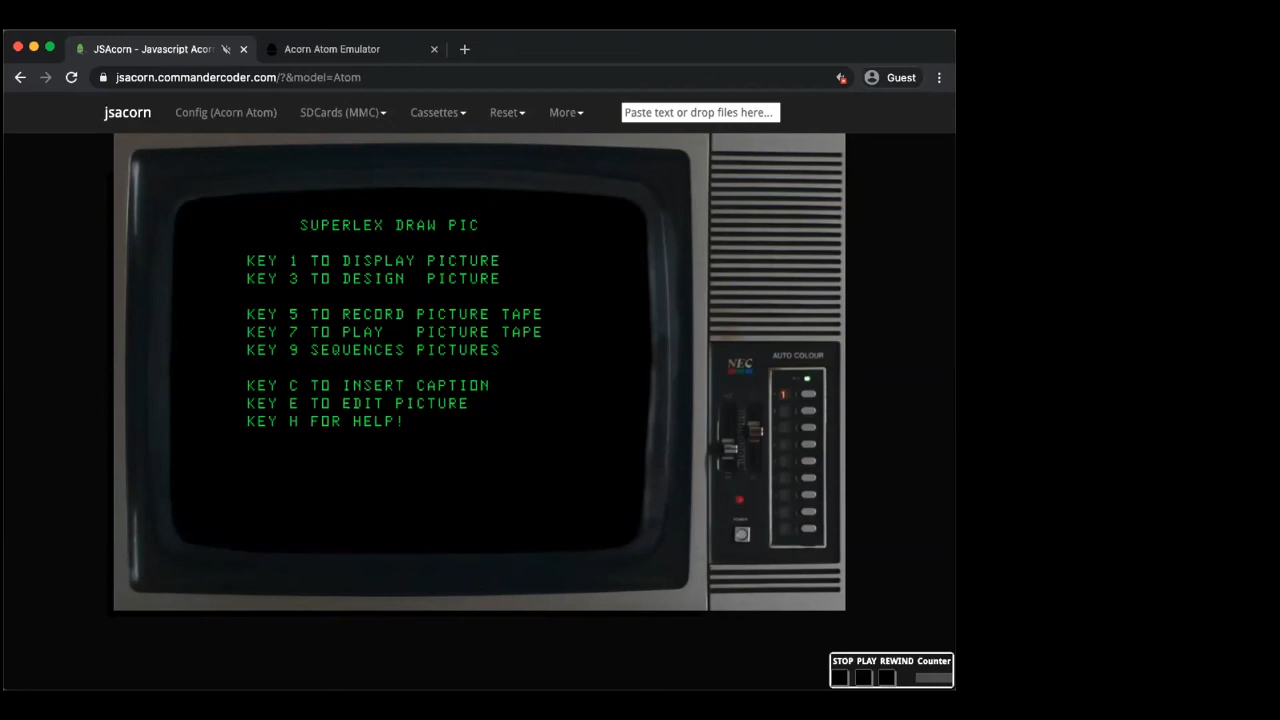 JSAcorn - Javascript Acor
Acorn Atom Emulator
jsacorn.commandercoder.com/?&model=Atom
Guest
jsacorn Config (Acorn Atom) SDCards (MMC) Cassettes Reset More Paste text or drop files here...
SUPERLEX DRAW PIC
KEY 1 TO DISPLAY PICTURE
KEY 3 TO DESIGN PICTURE
KEY 5 TO RECORD PICTURE TAPE
KEY 7 TO PLAY PICTURE TAPE
KEY 9 SEQUENCES PICTURES
KEY C TO INSERT CAPTION
KEY E TO EDIT PICTURE
KEY H FOR HELP!
AUTO COLOUR
NEC
1
POWER
STOP PLAY REWIND Counter